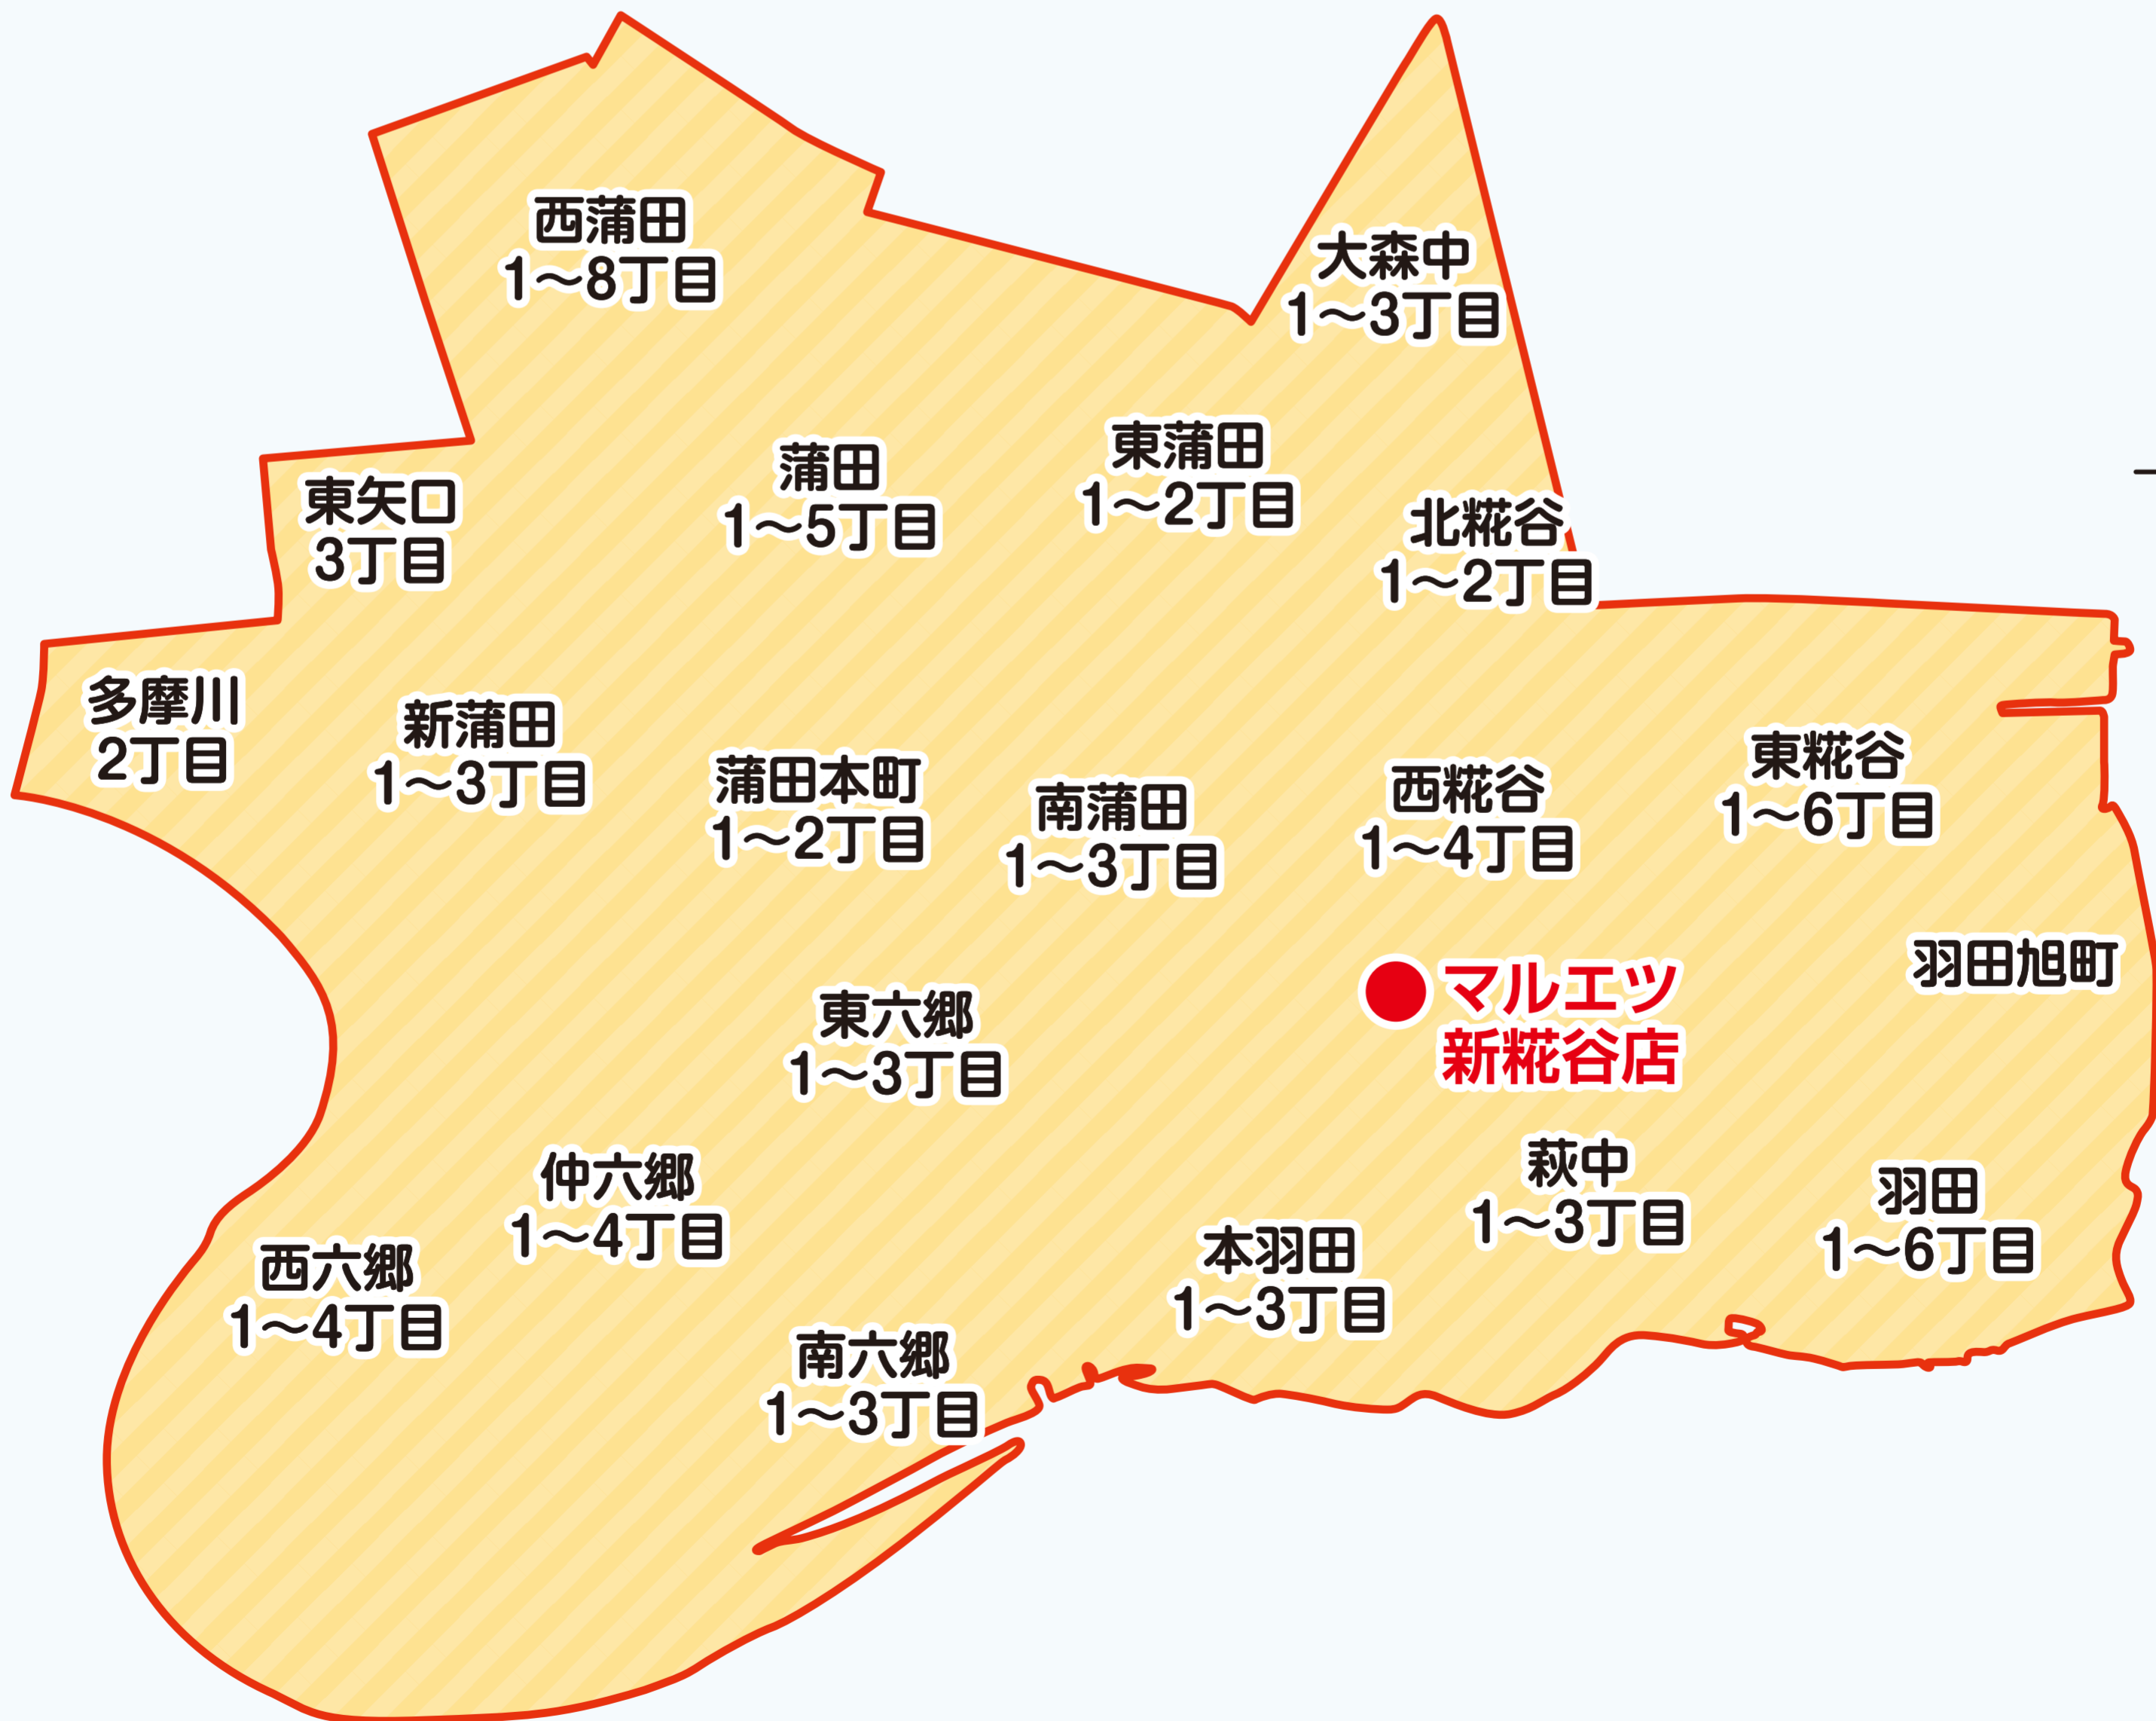 西蒲田
1～8丁目
大森中
1～3丁目
蒲田
1～5丁目
東蒲田
1～2丁目
東矢口
3丁目
北糀谷
1～2丁目
多摩川
2丁目
新蒲田
1～3丁目
蒲田本町
1～2丁目
南蒲田
1～3丁目
西糀谷
1～4丁目
東糀谷
1～6丁目
羽田旭町
マルエツ
新糀谷店
東六郷
1～3丁目
仲六郷
1～4丁目
萩中
1～3丁目
羽田
1～6丁目
西六郷
1～4丁目
本羽田
1～3丁目
南六郷
1～3丁目